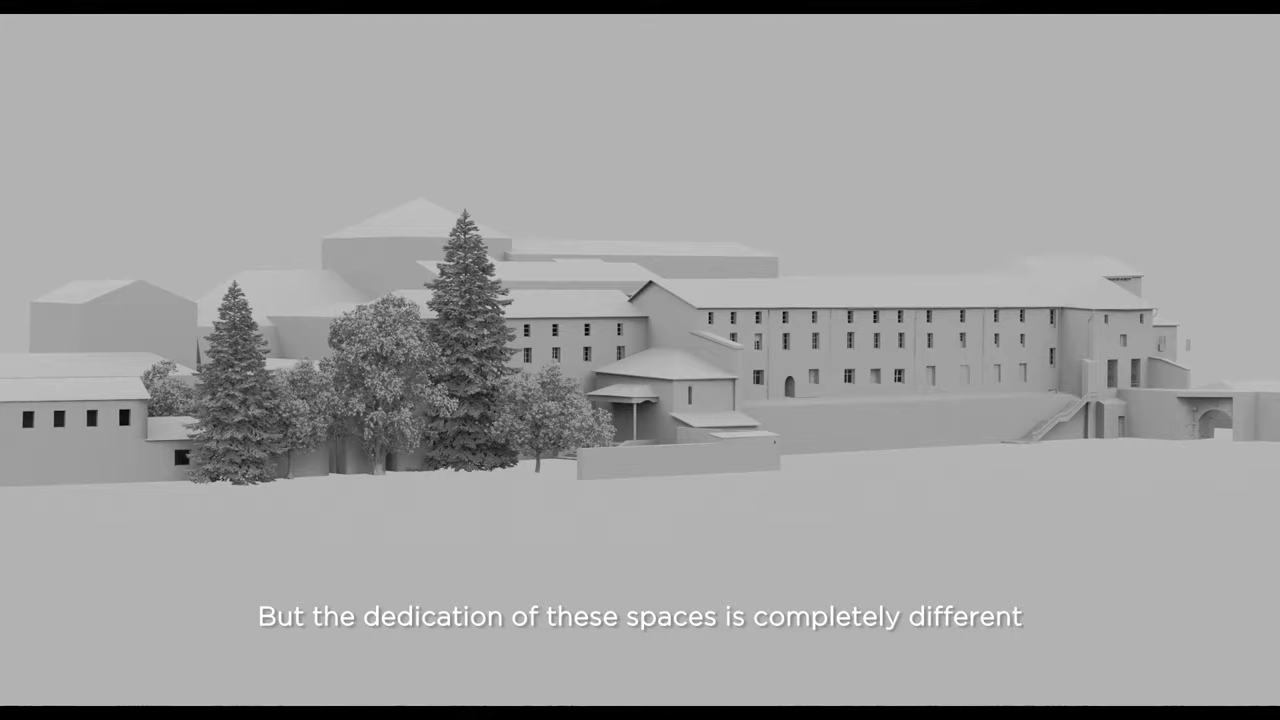 But the dedication of these spaces is completely different